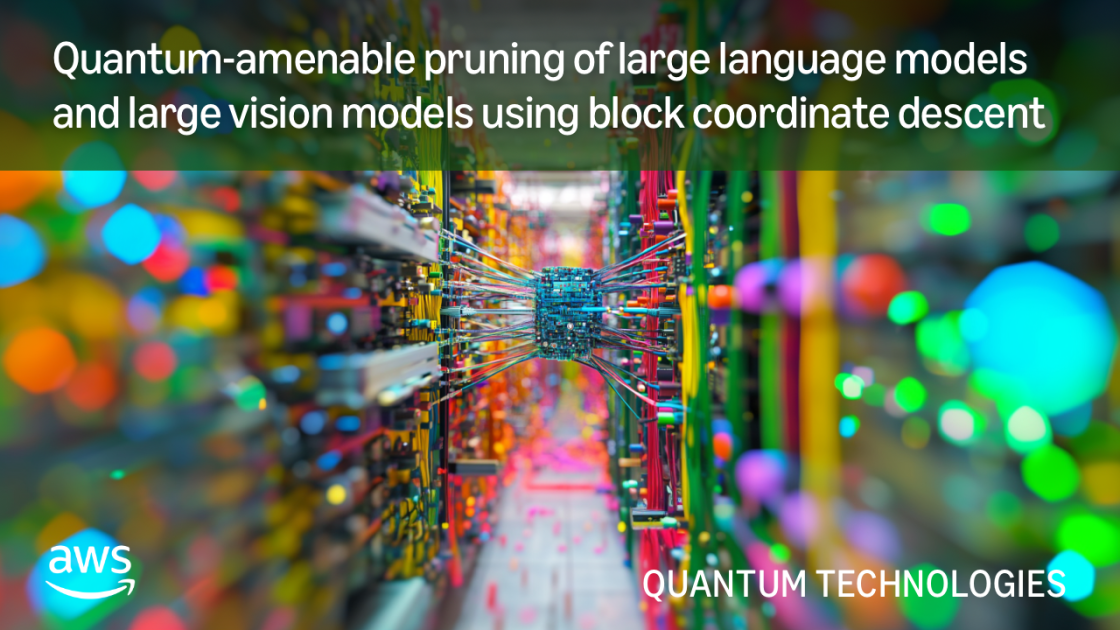 Quantum-amenable pruning of large language models
and large vision models using block coordinate descent
aws
QUANTUM TECHNOLOGIES